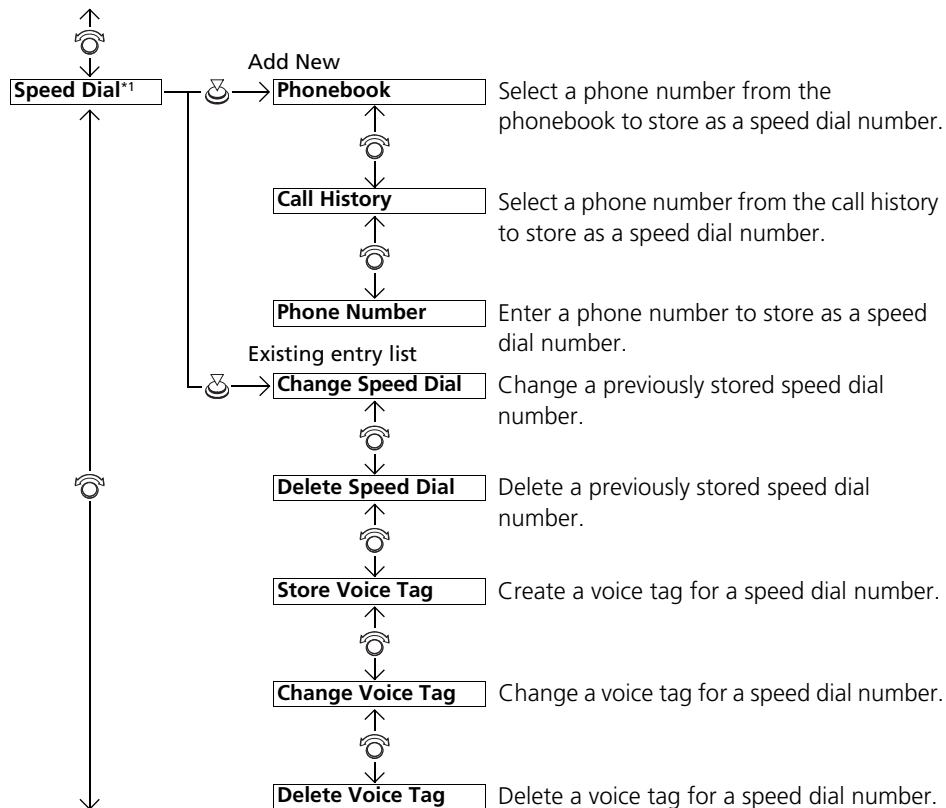 Add New
Speed Dial*1
Phonebook
Select a phone number from the
phonebook to store as a speed dial number.
Call History
Select a phone number from the call history
to store as a speed dial number.
Phone Number
Enter a phone number to store as a speed
dial number.
Existing entry list
Change Speed Dial
Change a previously stored speed dial
number.
Delete Speed Dial
Delete a previously stored speed dial
number.
Store Voice Tag
Create a voice tag for a speed dial number.
Change Voice Tag
Change a voice tag for a speed dial number.
Delete Voice Tag
Delete a voice tag for a speed dial number.